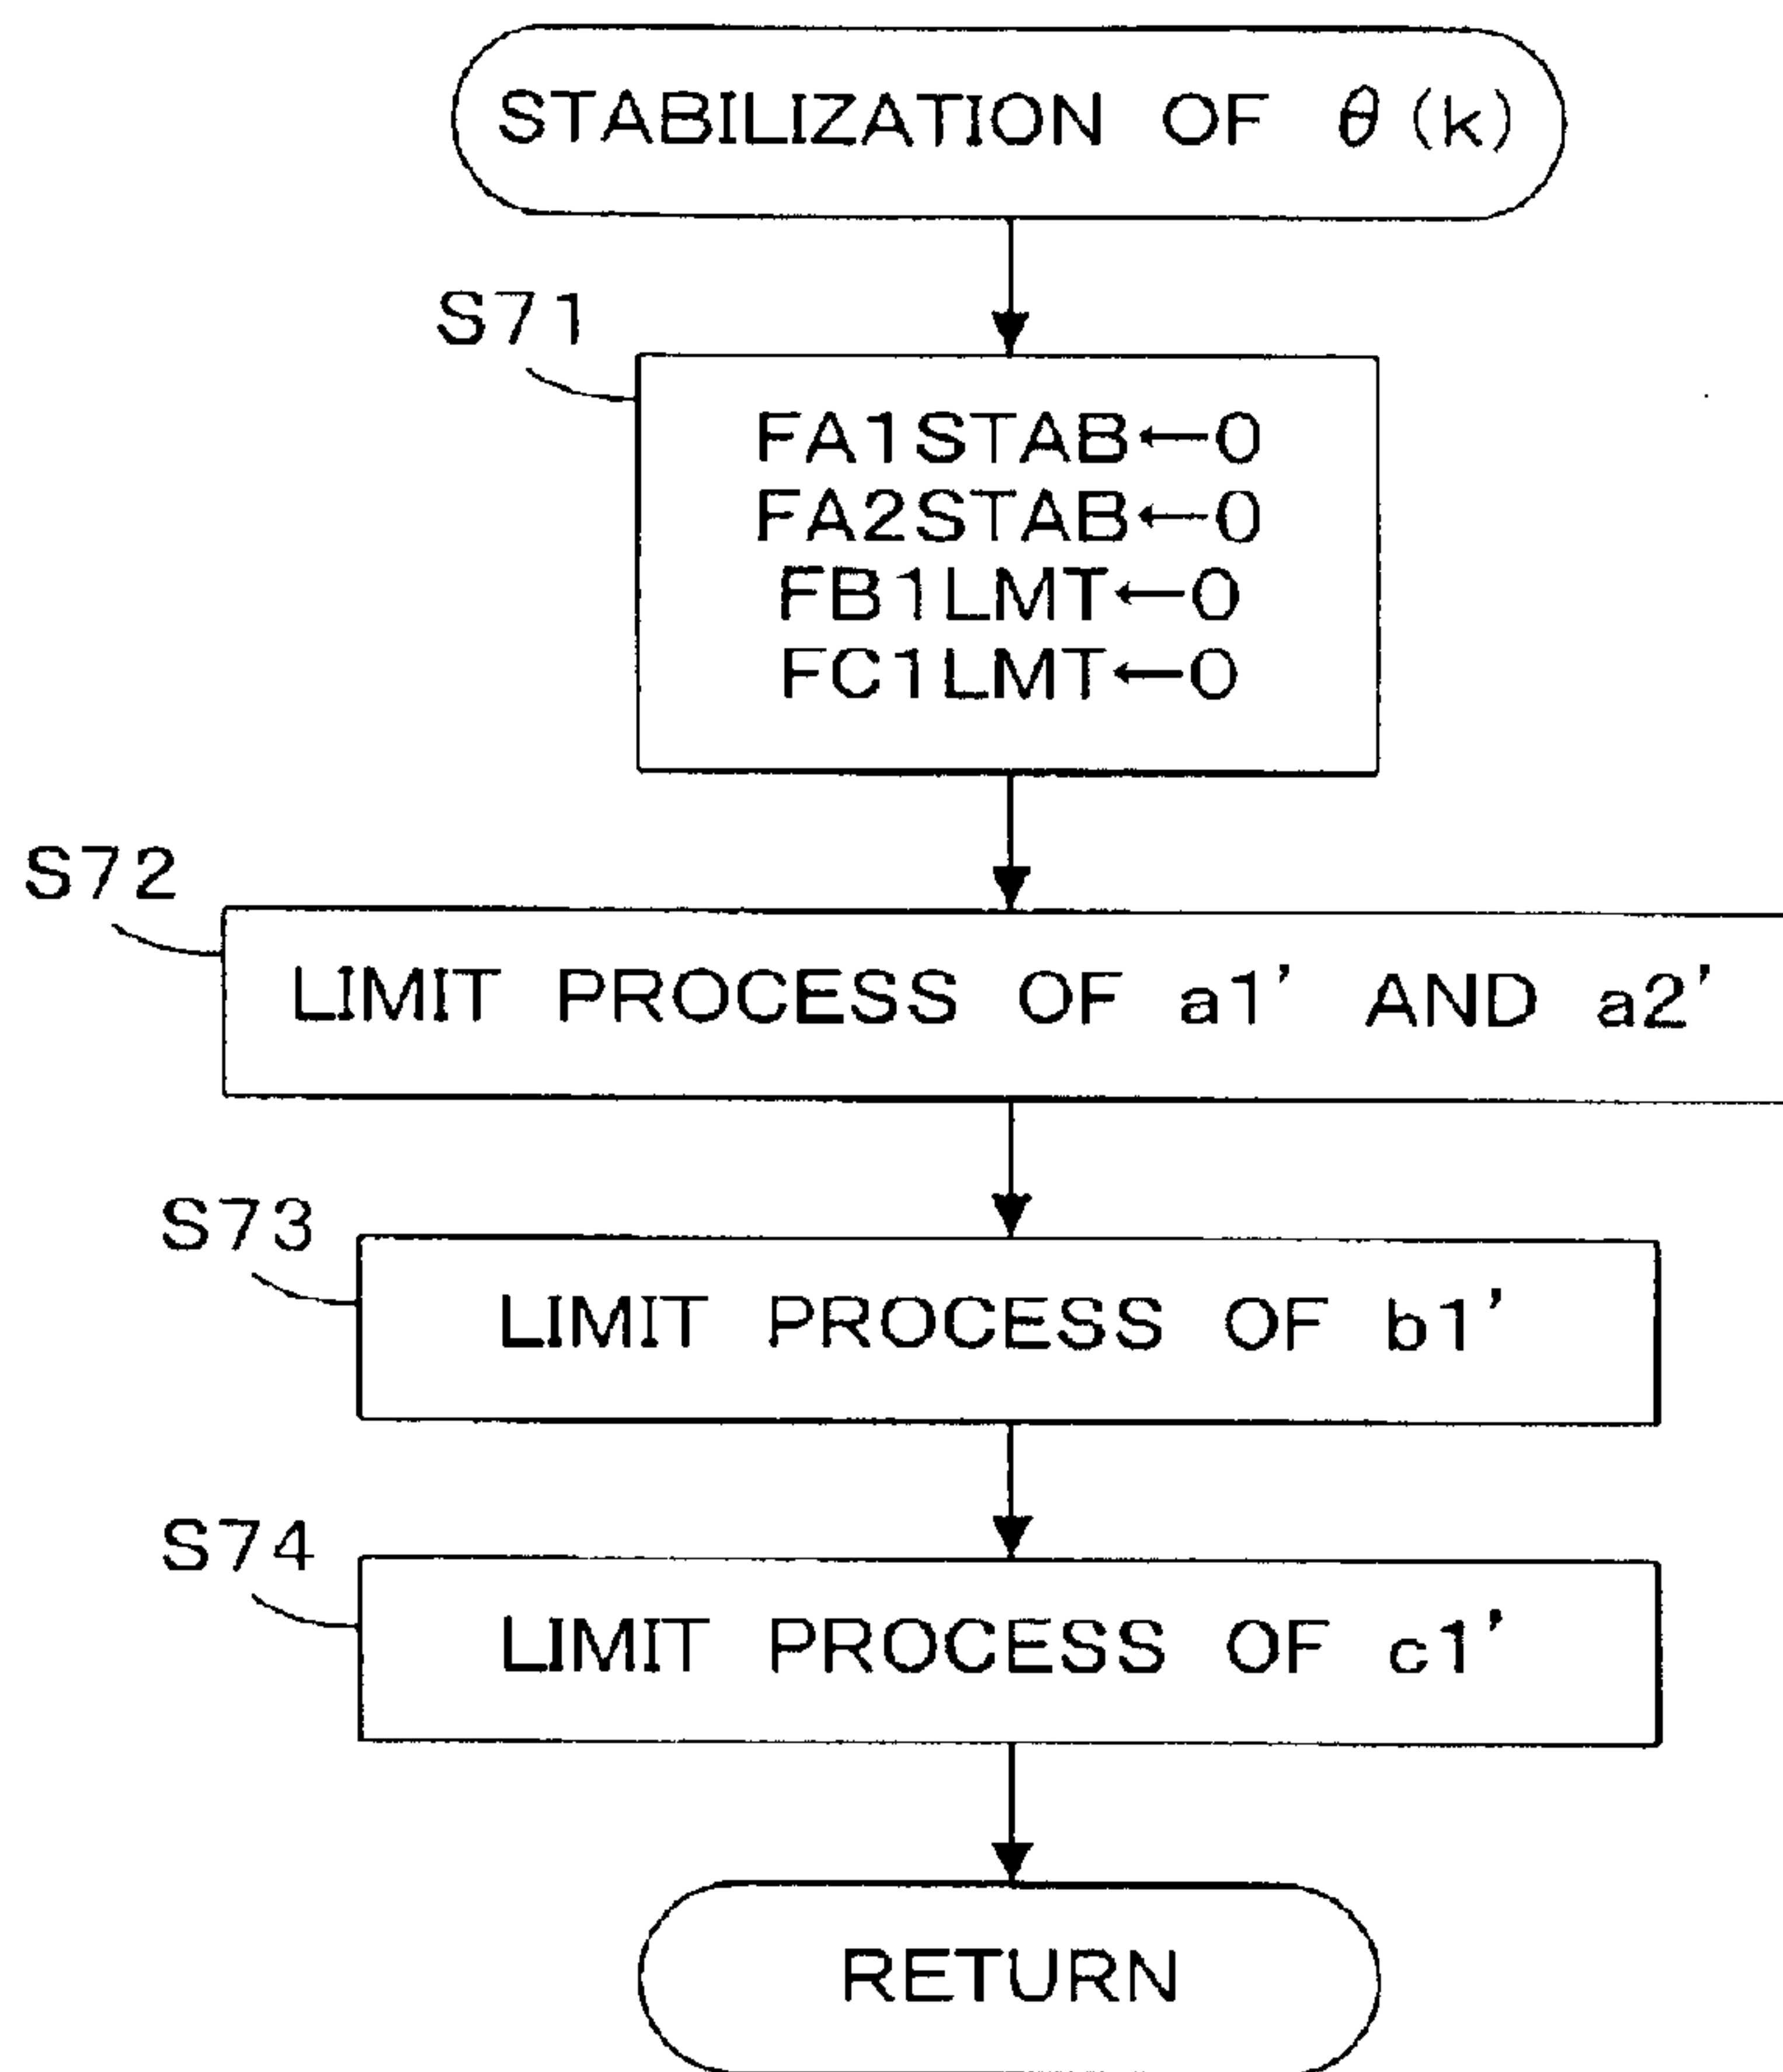 STABILIZATION OF θ (k)
S71
FA1STAB←0
FA2STAB←0
FB1LMT←0
FC1LMT←0
S72
LIMIT PROCESS OF a1' AND a2'
S73
LIMIT PROCESS OF b1'
S74
LIMIT PROCESS OF c1'
RETURN